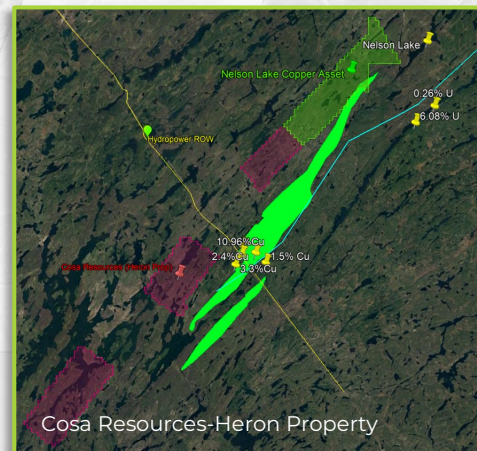 Nelson Lake
Nelson Lake Copper Asset
0.26% U
6.08% U
Hydropower ROW
10.96%Cu
2.4%Cu
1.5% Cu
3.3%Cu
Cosa Resources (Heron Prop)
Cosa Resources-Heron Property